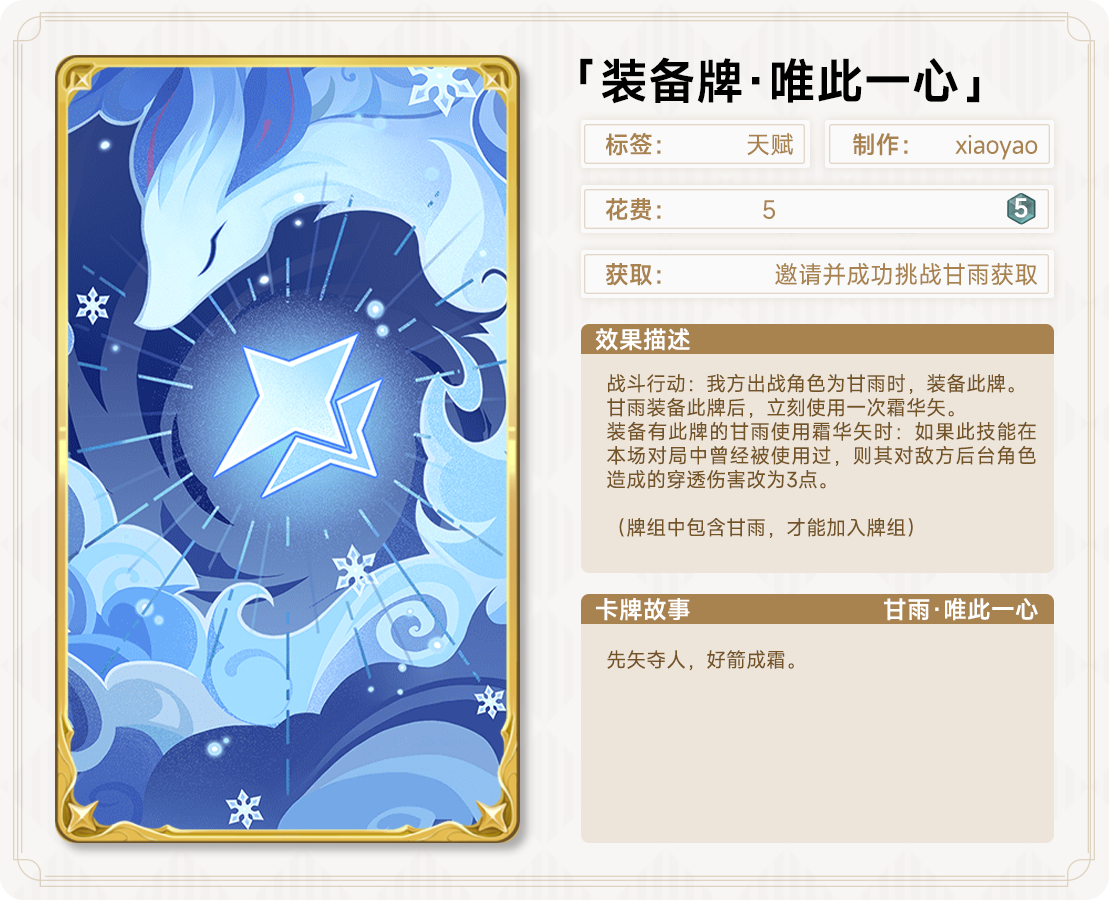 「装备牌·唯此一心」
标签： 天赋 制作： xiaoyao
花费： 5 5
获取： 邀请并成功挑战甘雨获取
效果描述
战斗行动：我方出战角色为甘雨时，装备此牌。
甘雨装备此牌后，立刻使用一次霜华矢。
装备有此牌的甘雨使用霜华矢时：如果此技能在
本场对局中曾经被使用过，则其对敌方后台角色
造成的穿透伤害改为3点。
（牌组中包含甘雨，才能加入牌组）
卡牌故事 甘雨·唯此一心
先矢夺人，好箭成霜。